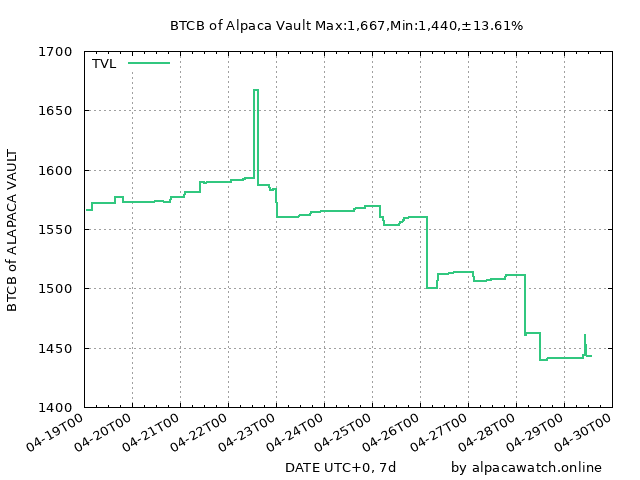 BTCB of Alpaca Vault Max:1,667,Min:1,440,±13.61%
TVL
1700
1650
1600
1550
1500
1450
1400
BTCB of ALAPACA VAULT
04-19T00
04-20T00
04-21T00
04-22T00
04-23T00
04-24T00
04-25T00
04-26T00
04-27T00
04-28T00
04-29T00
04-30T00
DATE UTC+0, 7d
by alpacawatch.online